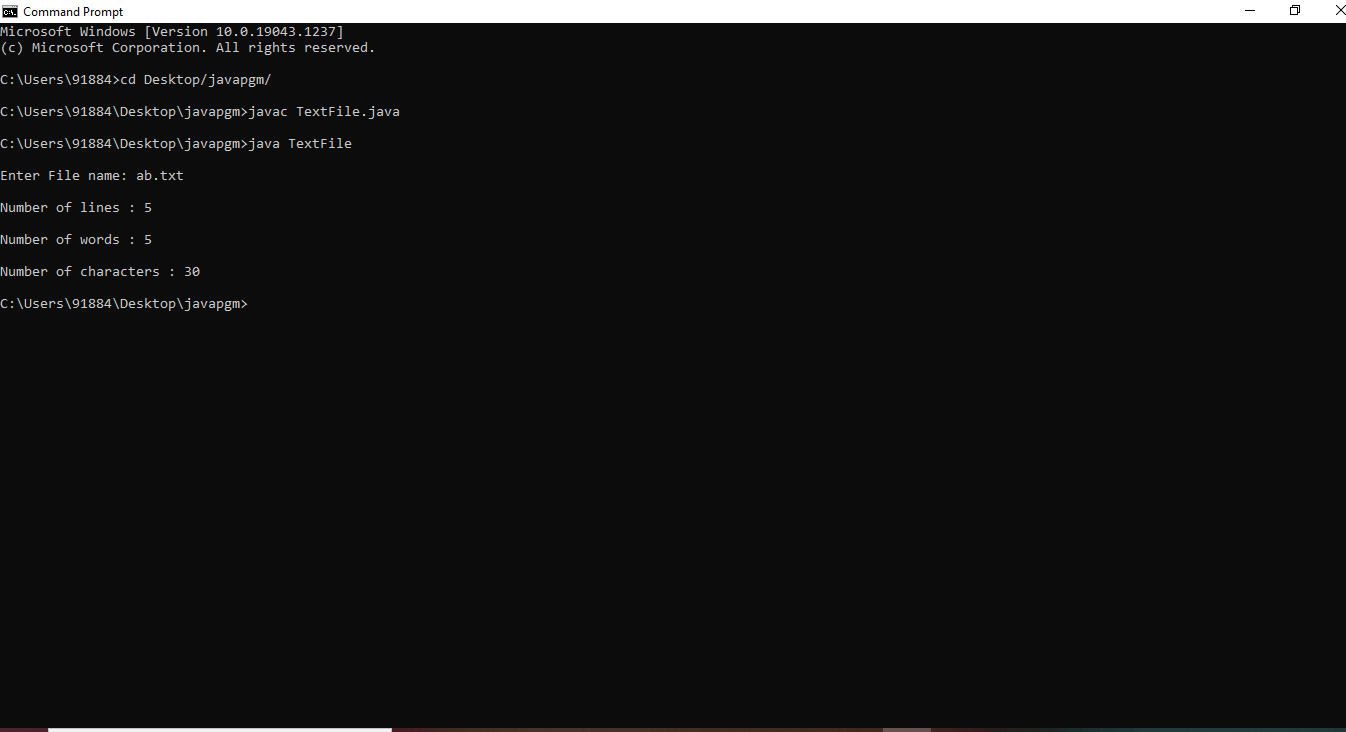 Command Prompt
Microsoft Windows [Version 10.0.19043.1237]
(c) Microsoft Corporation. All rights reserved.
C:\Users\91884>cd Desktop/javapgm/
C:\Users\91884\Desktop\javapgm>javac TextFile.java
C:\Users\91884\Desktop\javapgm>java TextFile
Enter File name: ab.txt
Number of lines : 5
Number of words : 5
Number of characters : 30
C:\Users\91884\Desktop\javapgm>